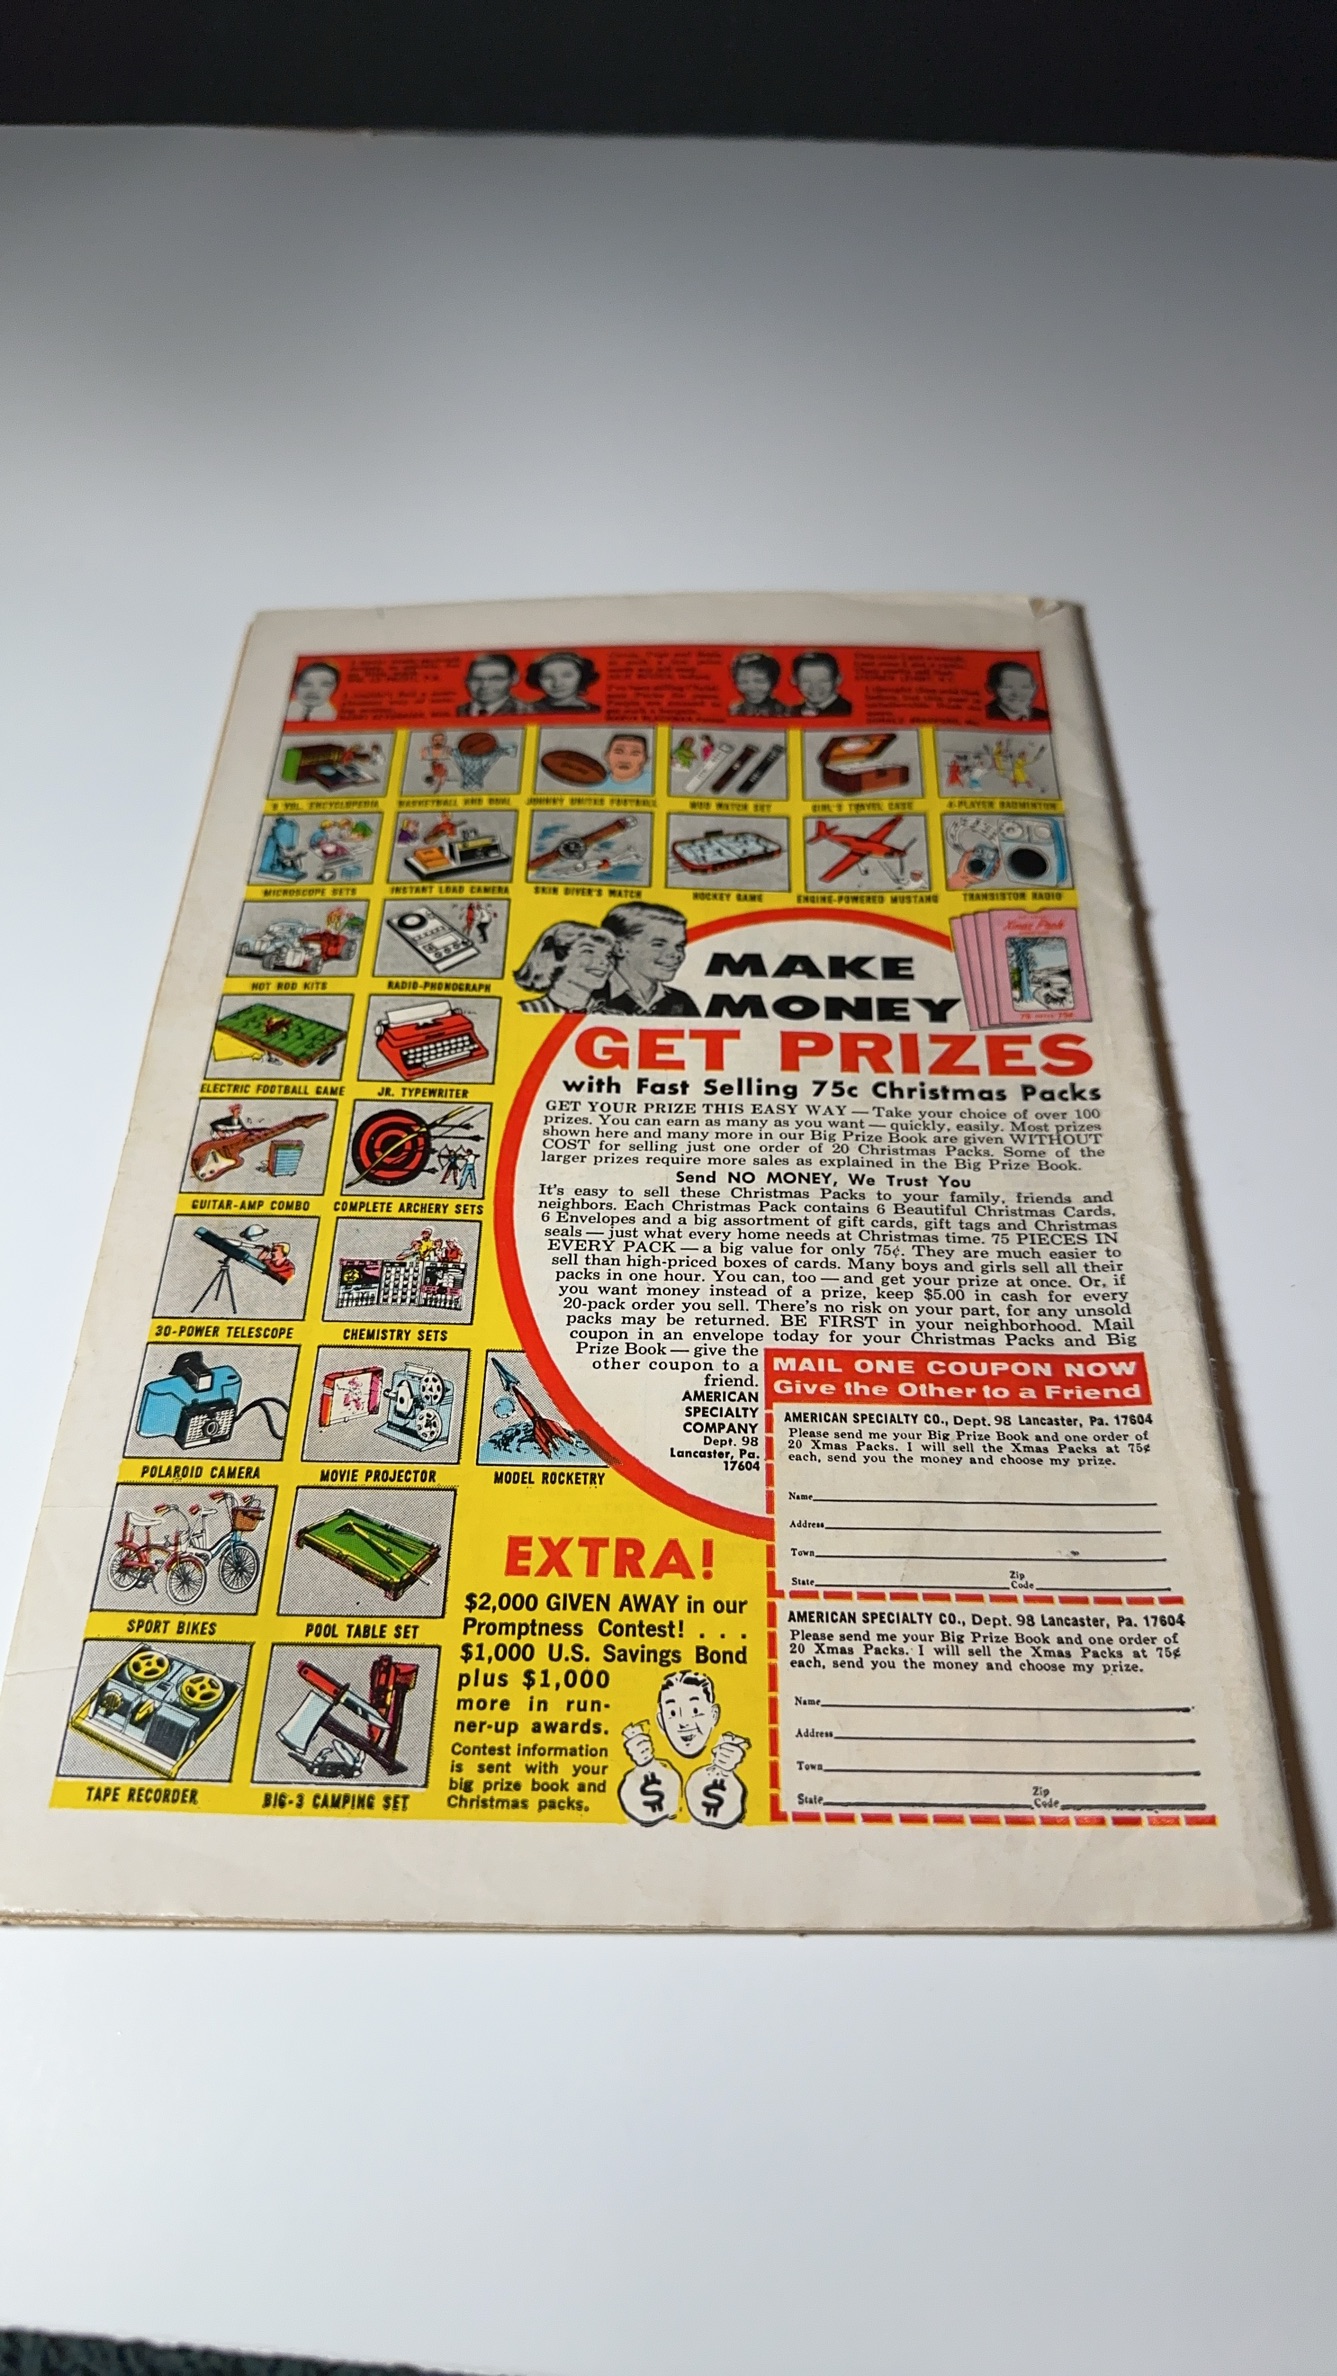 BASKETBALL AND GOAL
JOHNNY UNITAS FOOTBALL
MOD WATCH SET
GIRL'S TRAVEL CASE
4-PLAYER BADMINTON
MICROSCOPE SETS
INSTANT LOAD CAMERA
SKIN DIVER'S WATCH
HOCKEY GAME
ENGINE-POWERED MUSTANG
TRANSISTOR RADIO
HOT ROD KITS
RADIO-PHONOGRAPH
ELECTRIC FOOTBALL GAME
JR. TYPEWRITER
GUITAR-AMP COMBO
COMPLETE ARCHERY SETS
30-POWER TELESCOPE
CHEMISTRY SETS
POLAROID CAMERA
MOVIE PROJECTOR
MODEL ROCKETRY
SPORT BIKES
POOL TABLE SET
TAPE RECORDER
BIG-3 CAMPING SET
Xmas Pack
MAKE
MONEY
GET PRIZES
with Fast Selling 75c Christmas Packs
GET YOUR PRIZE THIS EASY WAY — Take your choice of over 100
prizes. You can earn as many as you want — quickly, easily. Most prizes
shown here and many more in our Big Prize Book are given WITHOUT
COST for selling just one order of 20 Christmas Packs. Some of the
larger prizes require more sales as explained in the Big Prize Book.
Send NO MONEY, We Trust You
It's easy to sell these Christmas Packs to your family, friends and
neighbors. Each Christmas Pack contains 6 Beautiful Christmas Cards,
6 Envelopes and a big assortment of gift cards, gift tags and Christmas
seals — just what every home needs at Christmas time. 75 PIECES IN
EVERY PACK — a big value for only 75¢. They are much easier to
sell than high-priced boxes of cards. Many boys and girls sell all their
packs in one hour. You can, too — and get your prize at once. Or, if
you want money instead of a prize, keep $5.00 in cash for every
20-pack order you sell. There's no risk on your part, for any unsold
packs may be returned. BE FIRST in your neighborhood. Mail
coupon in an envelope today for your Christmas Packs and Big
Prize Book — give the
other coupon to a
friend.
AMERICAN
SPECIALTY
COMPANY
Dept. 98
Lancaster, Pa.
17604
EXTRA!
$2,000 GIVEN AWAY in our
Promptness Contest! . . .
$1,000 U.S. Savings Bond
plus $1,000
more in run-
ner-up awards.
Contest information
is sent with your
big prize book and
Christmas packs.
$ $
MAIL ONE COUPON NOW
Give the Other to a Friend
AMERICAN SPECIALTY CO., Dept. 98 Lancaster, Pa. 17604
Please send me your Big Prize Book and one order of
20 Xmas Packs. I will sell the Xmas Packs at 75¢
each, send you the money and choose my prize.
Name
Address
Town
State Zip Code
AMERICAN SPECIALTY CO., Dept. 98 Lancaster, Pa. 17604
Please send me your Big Prize Book and one order of
20 Xmas Packs. I will sell the Xmas Packs at 75¢
each, send you the money and choose my prize.
Name
Address
Town
State Zip Code